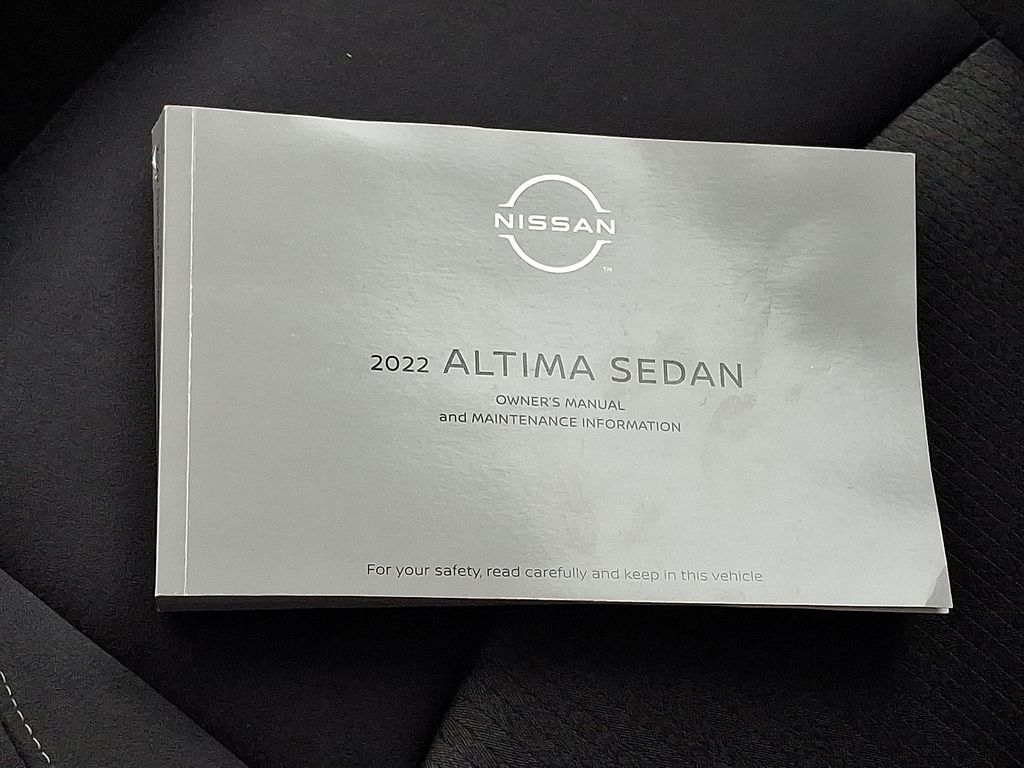 NISSAN
TM
2022 ALTIMA SEDAN
OWNER'S MANUAL
and MAINTENANCE INFORMATION
For your safety, read carefully and keep in this vehicle.